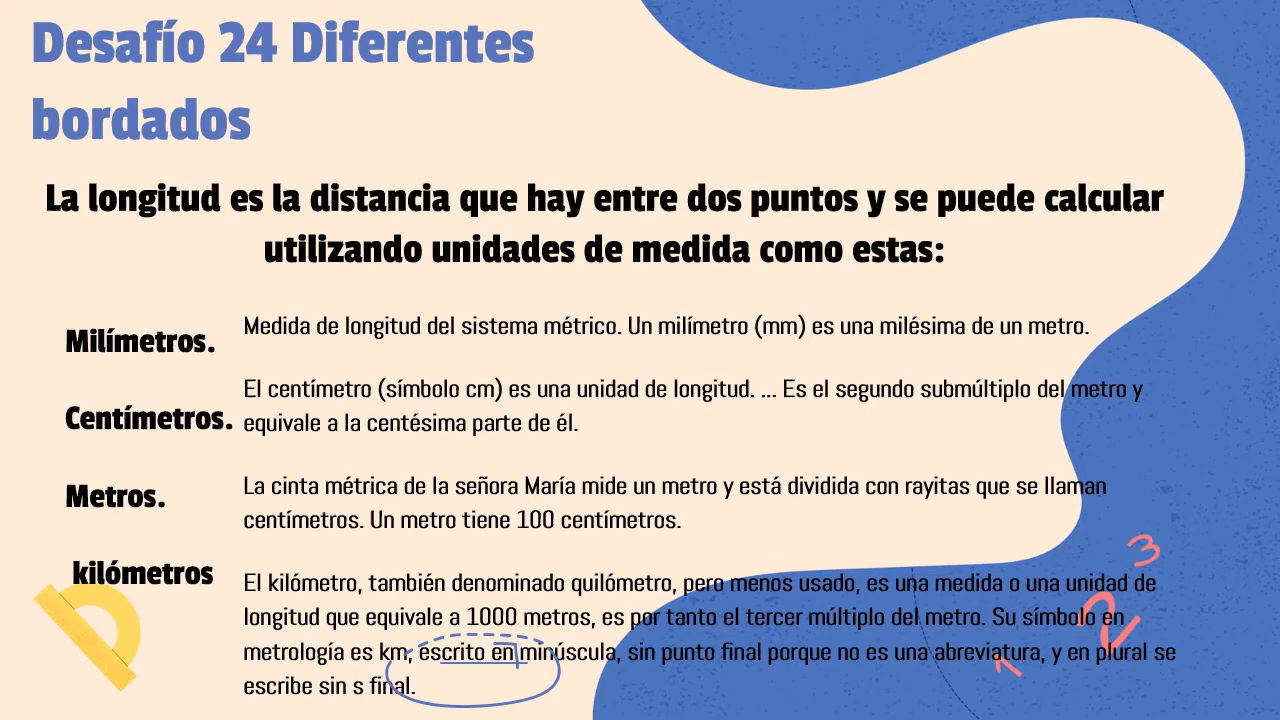 Desafío 24 Diferentes
bordados
La longitud es la distancia que hay entre dos puntos y se puede calcular
utilizando unidades de medida como estas:
Milímetros.
Medida de longitud del sistema métrico. Un milímetro (mm) es una milésima de un metro.
Centímetros.
El centímetro (símbolo cm) es una unidad de longitud. ... Es el segundo submúltiplo del metro y
equivale a la centésima parte de él.
Metros.
La cinta métrica de la señora María mide un metro y está dividida con rayitas que se llaman
centímetros. Un metro tiene 100 centímetros.
kilómetros
El kilómetro, también denominado quilómetro, pero menos usado, es una medida o una unidad de
longitud que equivale a 1000 metros, es por tanto el tercer múltiplo del metro. Su símbolo en
metrología es km, escrito en minúscula, sin punto final porque no es una abreviatura, y en plural se
escribe sin s final.
1 2 3